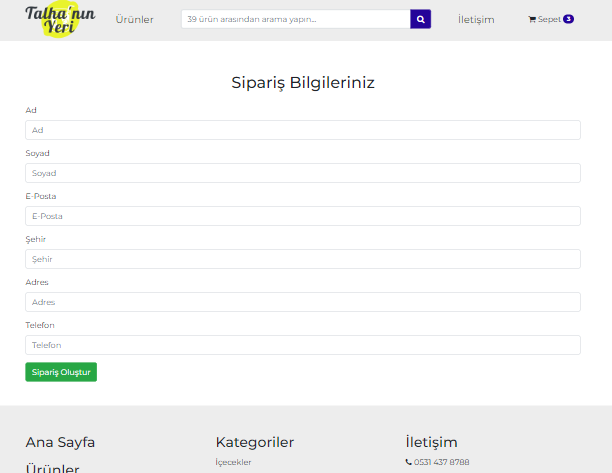 Talha'nın
Yeri
Ürünler
39 ürün arasından arama yapın...
İletişim
Sepet 3
Sipariş Bilgileriniz
Ad
Ad
Soyad
Soyad
E-Posta
E-Posta
Şehir
Şehir
Adres
Adres
Telefon
Telefon
Sipariş Oluştur
Ana Sayfa
Kategoriler
İletişim
Ürünler
İçecekler
0531 437 8788